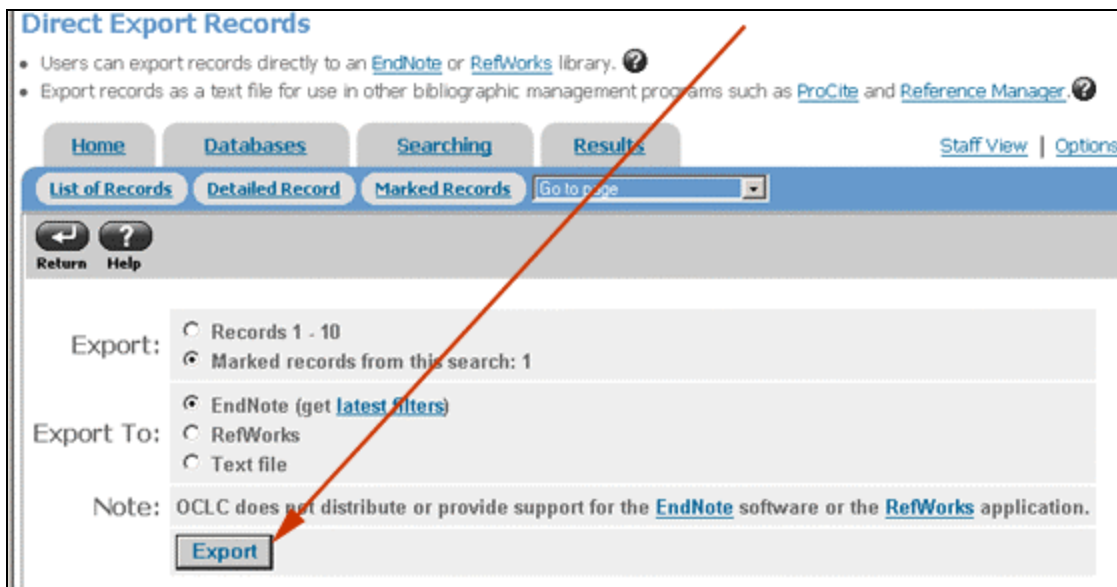 Direct Export Records
• Users can export records directly to an EndNote or RefWorks library. ?
• Export records as a text file for use in other bibliographic management programs such as ProCite and Reference Manager. ?
Home Databases Searching Results Staff View | Options
List of Records Detailed Record Marked Records Go to page
? 
Return Help
Export: Records 1 - 10
Marked records from this search: 1
EndNote (get latest filters)
Export To: RefWorks
Text file
Note: OCLC does not distribute or provide support for the EndNote software or the RefWorks application.
Export